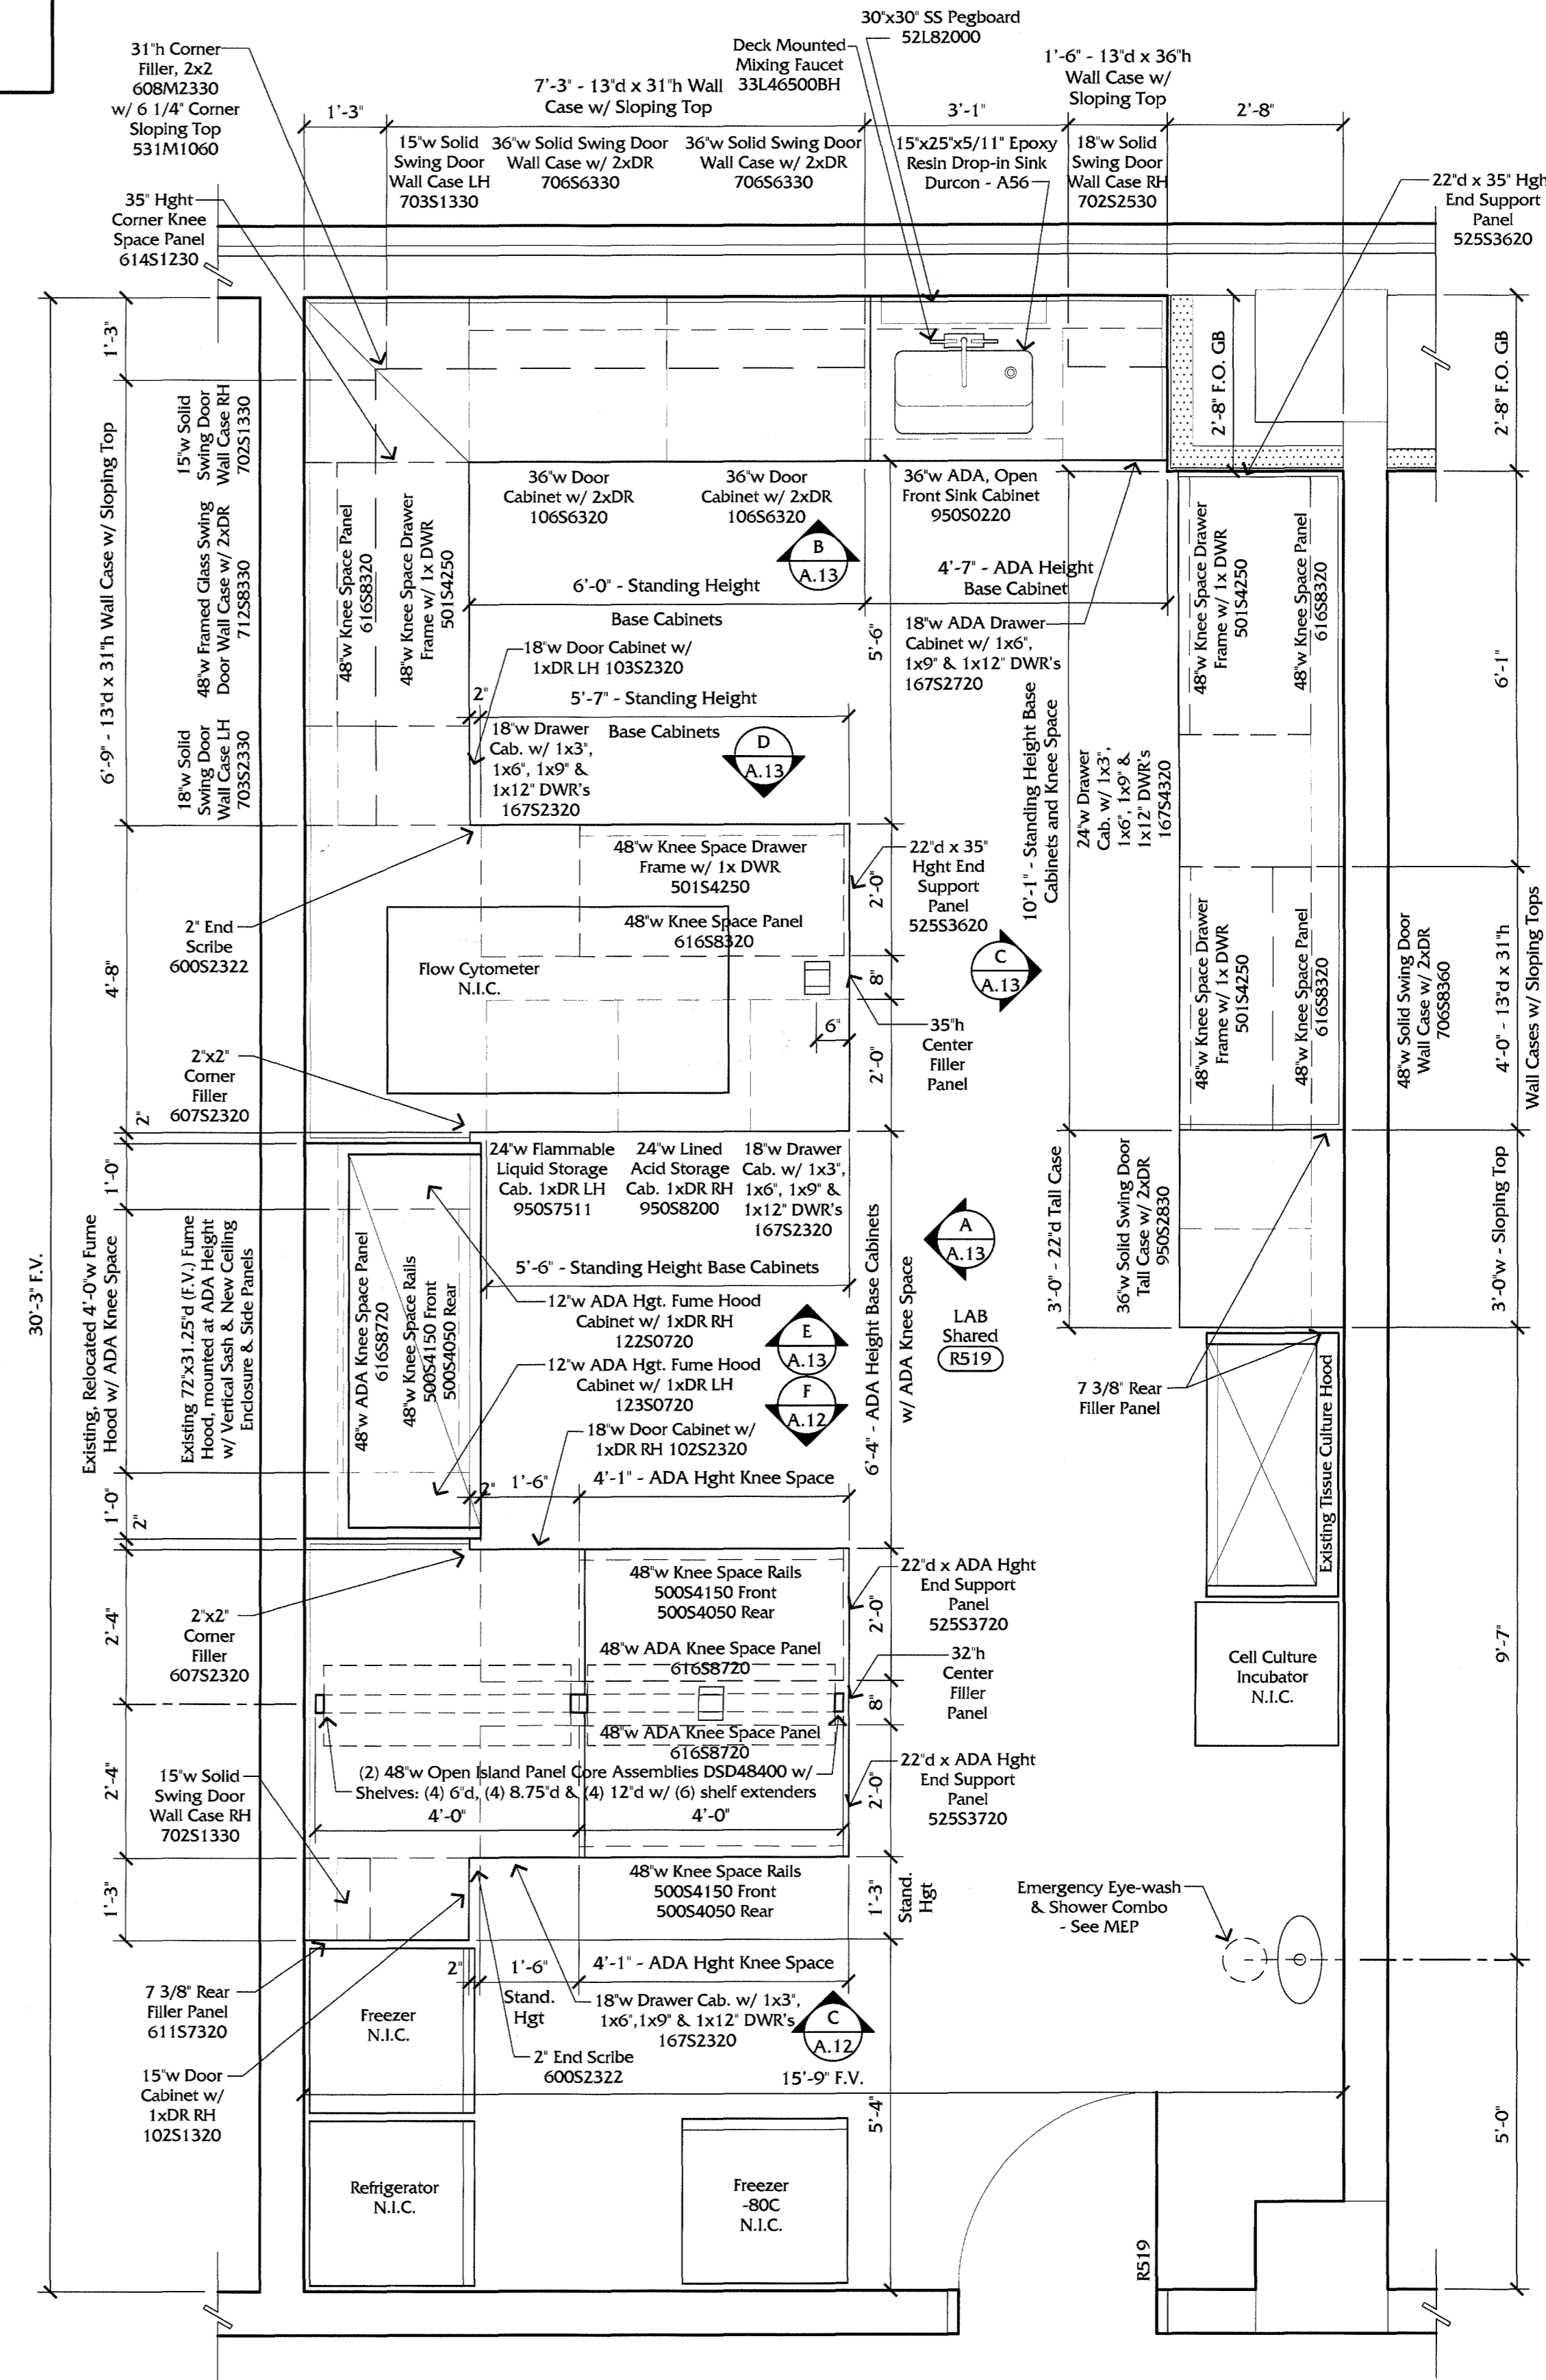 30"x30" SS Pegboard
52L82000
Deck Mounted
Mixing Faucet
33L46500BH
31"h Corner
Filler, 2x2
608M2330
w/ 6 1/4" Corner
Sloping Top
531M1060
1'-3"
7'-3" - 13"d x 31"h Wall
Case w/ Sloping Top
3'-1"
1'-6" - 13"d x 36"h
Wall Case w/
Sloping Top
2'-8"
15"w Solid
Swing Door
Wall Case LH
703S1330
36"w Solid Swing Door
Wall Case w/ 2xDR
706S6330
36"w Solid Swing Door
Wall Case w/ 2xDR
706S6330
15"x25"x5/11" Epoxy
Resin Drop-in Sink
Durcon - A56
18"w Solid
Swing Door
Wall Case RH
702S2530
22"d x 35" Hgh
End Support
Panel
525S3620
35" Hght
Corner Knee
Space Panel
614S1230
1'-3"
6'-9" - 13"d x 31"h Wall Case w/ Sloping Top
15"w Solid
Swing Door
Wall Case RH
702S1330
48"w Framed Glass Swing
Door Wall Case w/ 2xDR
712S8330
18"w Solid
Swing Door
Wall Case LH
703S2330
48"w Knee Space Panel
616S8320
48"w Knee Space Drawer
Frame w/ 1x DWR
501S4250
36"w Door
Cabinet w/ 2xDR
106S6320
36"w Door
Cabinet w/ 2xDR
106S6320
36"w ADA, Open
Front Sink Cabinet
950S0220
B
A.13
6'-0" - Standing Height
Base Cabinets
4'-7" - ADA Height
Base Cabinet
18"w Door Cabinet w/
1xDR LH 103S2320
5'-6"
18"w ADA Drawer
Cabinet w/ 1x6",
1x9" & 1x12" DWR's
167S2720
2"
5'-7" - Standing Height
Base Cabinets
18"w Drawer
Cab. w/ 1x3",
1x6", 1x9" &
1x12" DWR's
167S2320
D
A.13
10'-1" - Standing Height Base
Cabinets and Knee Space
24"w Drawer
Cab. w/ 1x3",
1x6", 1x9" &
1x12" DWR's
167S4320
2'-8" F.O. GB
2'-8" F.O. GB
48"w Knee Space Drawer
Frame w/ 1x DWR
501S4250
48"w Knee Space Panel
616S8320
6'-1"
48"w Knee Space Drawer
Frame w/ 1x DWR
501S4250
48"w Knee Space Panel
616S8320
48"w Solid Swing Door
Wall Case w/ 2xDR
706S8360
4'-0" - 13"d x 31"h
Wall Cases w/ Sloping Tops
2" End
Scribe
600S2322
4'-8"
48"w Knee Space Drawer
Frame w/ 1x DWR
501S4250
48"w Knee Space Panel
616S8320
Flow Cytometer
N.I.C.
2'-0"
22"d x 35"
Hght End
Support
Panel
525S3620
C
A.13
8"
6"
35"h
Center
Filler
Panel
2'-0"
2"x2"
Corner
Filler
607S2320
2"
30'-3" F.V.
1'-0"
Existing, Relocated 4'-0"w Fume
Hood w/ ADA Knee Space
Existing 72"x31.25"d (F.V.) Fume
Hood, mounted at ADA Height
w/ Vertical Sash & New Ceiling
Enclosure & Side Panels
1'-0"
2"
48"w ADA Knee Space Panel
616S8720
48"w Knee Space Rails
500S4150 Front
500S4050 Rear
24"w Flammable
Liquid Storage
Cab. 1xDR LH
950S7511
24"w Lined
Acid Storage
Cab. 1xDR RH
950S8200
18"w Drawer
Cab. w/ 1x3",
1x6", 1x9" &
1x12" DWR's
167S2320
5'-6" - Standing Height Base Cabinets
12"w ADA Hgt. Fume Hood
Cabinet w/ 1xDR RH
122S0720
12"w ADA Hgt. Fume Hood
Cabinet w/ 1xDR LH
123S0720
18"w Door Cabinet w/
1xDR RH 102S2320
E
A.13
F
A.12
6'-4" - ADA Height Base Cabinets
w/ ADA Knee Space
A
A.13
LAB
Shared
R519
3'-0" - 22"d Tall Case
36"w Solid Swing Door
Tall Case w/ 2xDR
950S2830
3'-0"w - Sloping Top
7 3/8" Rear
Filler Panel
Existing Tissue Culture Hood
2"
1'-6"
4'-1" - ADA Hght Knee Space
2'-4"
2"x2"
Corner
Filler
607S2320
48"w Knee Space Rails
500S4150 Front
500S4050 Rear
48"w ADA Knee Space Panel
616S8720
48"w ADA Knee Space Panel
616S8720
22"d x ADA Hght
End Support
Panel
525S3720
2'-0"
32"h
Center
Filler
Panel
8"
22"d x ADA Hght
End Support
Panel
525S3720
2'-0"
Cell Culture
Incubator
N.I.C.
9'-7"
(2) 48"w Open Island Panel Core Assemblies DSD48400 w/
Shelves: (4) 6"d, (4) 8.75"d & (4) 12"d w/ (6) shelf extenders
4'-0"
4'-0"
2'-4"
15"w Solid
Swing Door
Wall Case RH
702S1330
1'-3"
48"w Knee Space Rails
500S4150 Front
500S4050 Rear
1'-3"
Stand.
Hgt
Emergency Eye-wash
& Shower Combo
- See MEP
2"
1'-6"
Stand.
Hgt
4'-1" - ADA Hght Knee Space
18"w Drawer Cab. w/ 1x3",
1x6",1x9" & 1x12" DWR's
167S2320
2" End Scribe
600S2322
C
A.12
15'-9" F.V.
7 3/8" Rear
Filler Panel
611S7320
15"w Door
Cabinet w/
1xDR RH
102S1320
Freezer
N.I.C.
Refrigerator
N.I.C.
Freezer
-80C
N.I.C.
5'-4"
5'-0"
R519